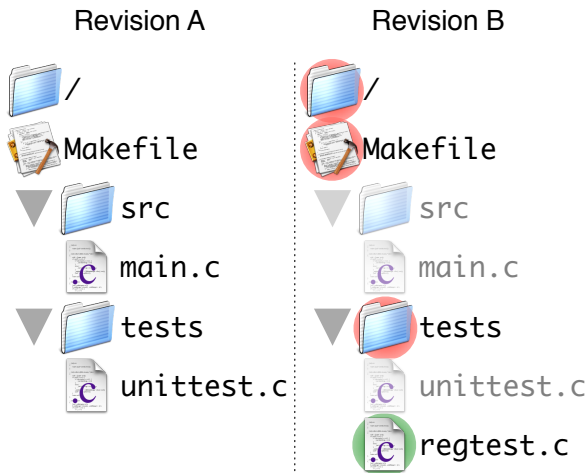 Revision A
/
Makefile
src
main.c
tests
.c unittest.c
Revision B
/
Makefile
src
main.c
tests
unittest.c
regtest.c